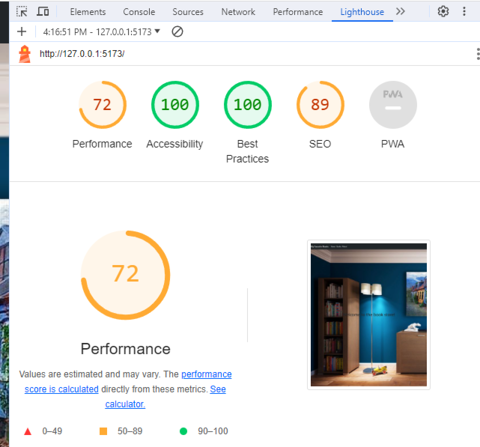 Elements Console Sources Network Performance Lighthouse
4:16:51 PM - 127.0.0.1:5173
http://127.0.0.1:5173/
72 100 100 89 PWA
Performance Accessibility Best Practices SEO PWA
72
Performance
Values are estimated and may vary. The performance
score is calculated directly from these metrics. See
calculator.
0–49 50–89 90–100